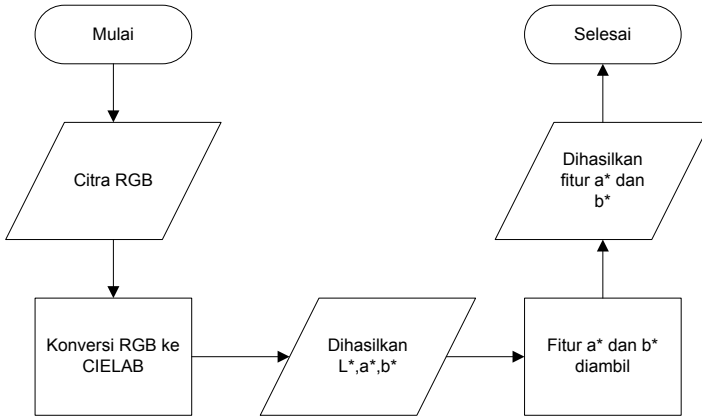 Mulai
Citra RGB
Konversi RGB ke
CIELAB
Dihasilkan
L*,a*,b*
Fitur a* dan b*
diambil
Dihasilkan
fitur a* dan
b*
Selesai